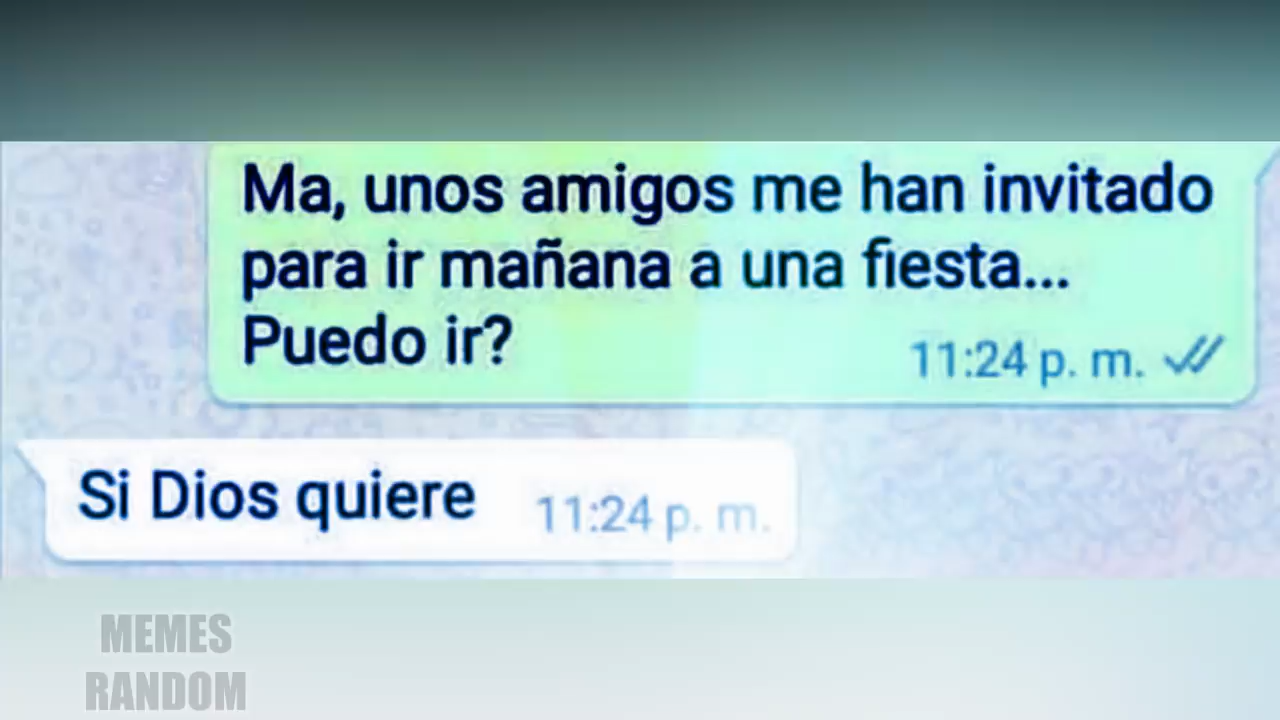 Ma, unos amigos me han invitado
para ir mañana a una fiesta...
Puedo ir?
11:24 p. m.
Si Dios quiere
11:24 p. m.
MEMES
RANDOM